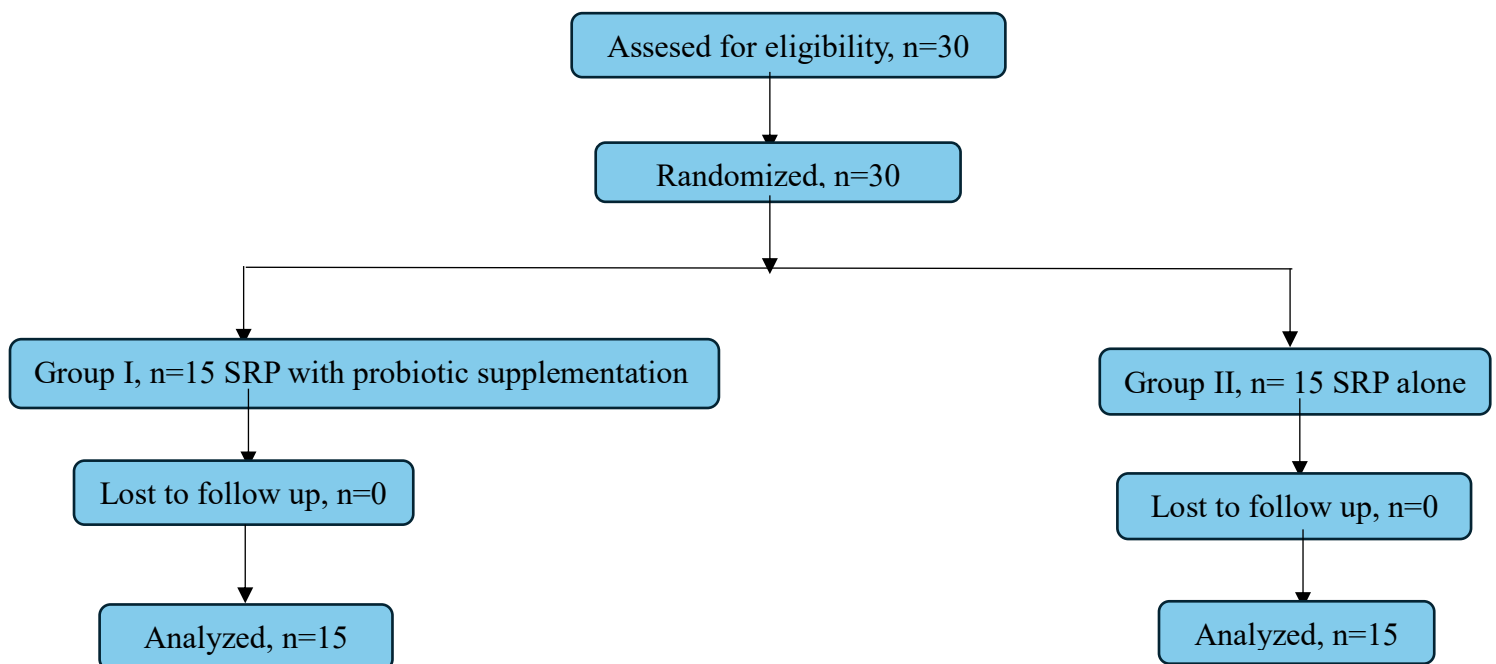 Assesed for eligibility, n=30
Randomized, n=30
Group I, n=15 SRP with probiotic supplementation
Group II, n= 15 SRP alone
Lost to follow up, n=0
Lost to follow up, n=0
Analyzed, n=15
Analyzed, n=15